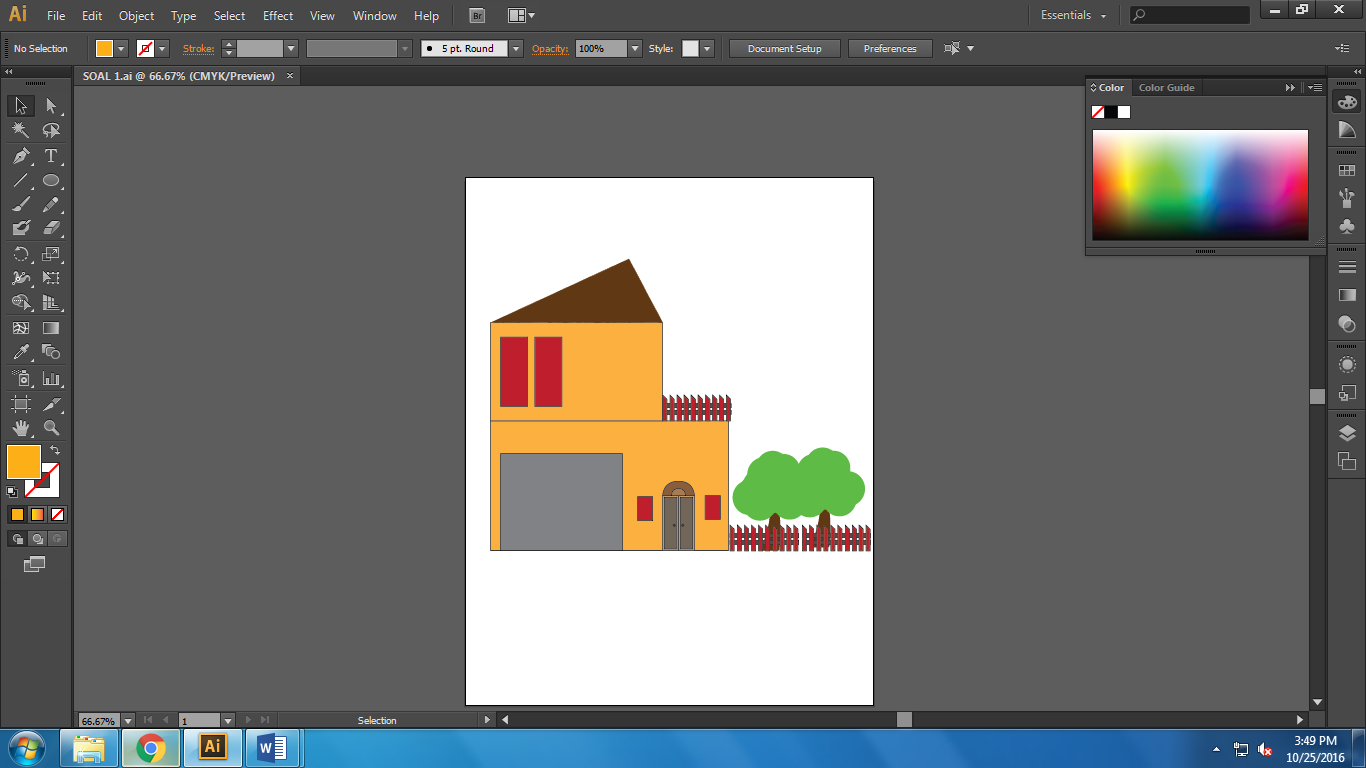 Ai File Edit Object Type Select Effect View Window Help Br Essentials
No Selection Stroke: 5 pt. Round Opacity: 100% Style: Document Setup Preferences
SOAL 1.ai @ 66.67% (CMYK/Preview) ×
Color Color Guide
T
66.67% 1 Selection
Ai W
3:49 PM
10/25/2016